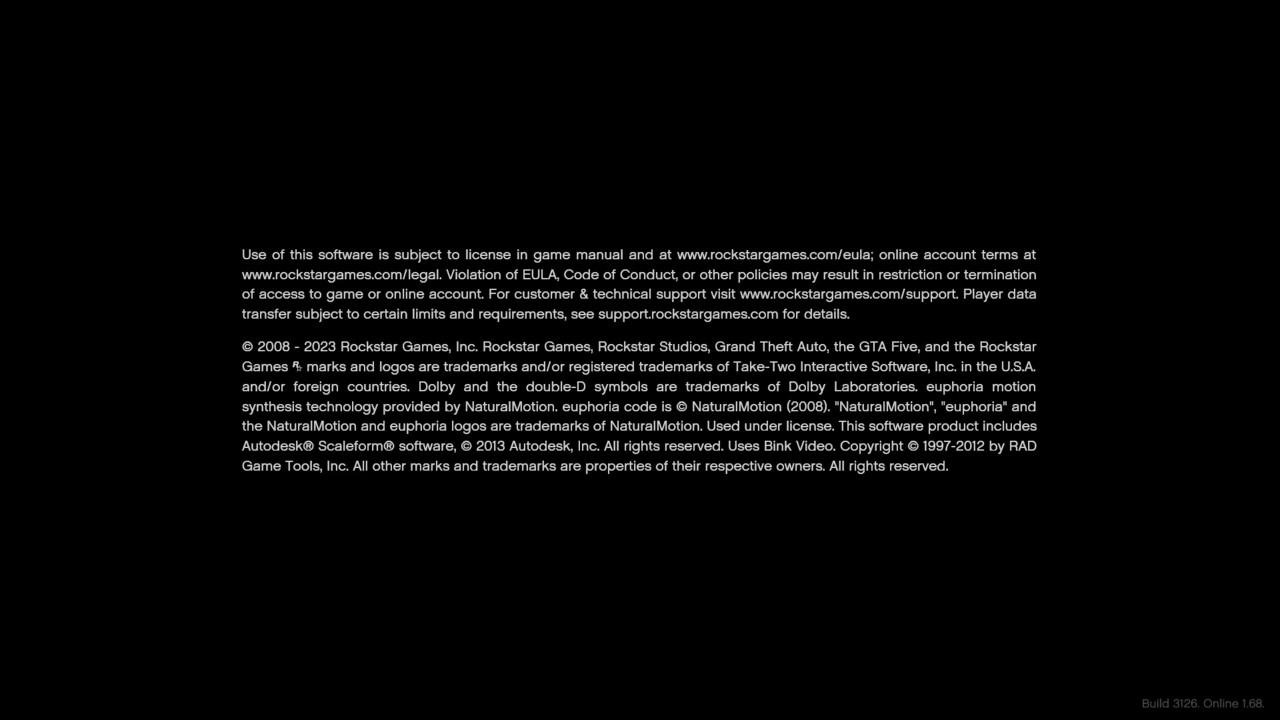 Use of this software is subject to license in game manual and at www.rockstargames.com/eula; online account terms at
www.rockstargames.com/legal. Violation of EULA, Code of Conduct, or other policies may result in restriction or termination
of access to game or online account. For customer & technical support visit www.rockstargames.com/support. Player data
transfer subject to certain limits and requirements, see support.rockstargames.com for details.
© 2008 - 2023 Rockstar Games, Inc. Rockstar Games, Rockstar Studios, Grand Theft Auto, the GTA Five, and the Rockstar
Games R* marks and logos are trademarks and/or registered trademarks of Take-Two Interactive Software, Inc. in the U.S.A.
and/or foreign countries. Dolby and the double-D symbols are trademarks of Dolby Laboratories. euphoria motion
synthesis technology provided by NaturalMotion. euphoria code is © NaturalMotion (2008). "NaturalMotion", "euphoria" and
the NaturalMotion and euphoria logos are trademarks of NaturalMotion. Used under license. This software product includes
Autodesk® Scaleform® software, © 2013 Autodesk, Inc. All rights reserved. Uses Bink Video. Copyright © 1997-2012 by RAD
Game Tools, Inc. All other marks and trademarks are properties of their respective owners. All rights reserved.
Build 3126. Online 1.68.